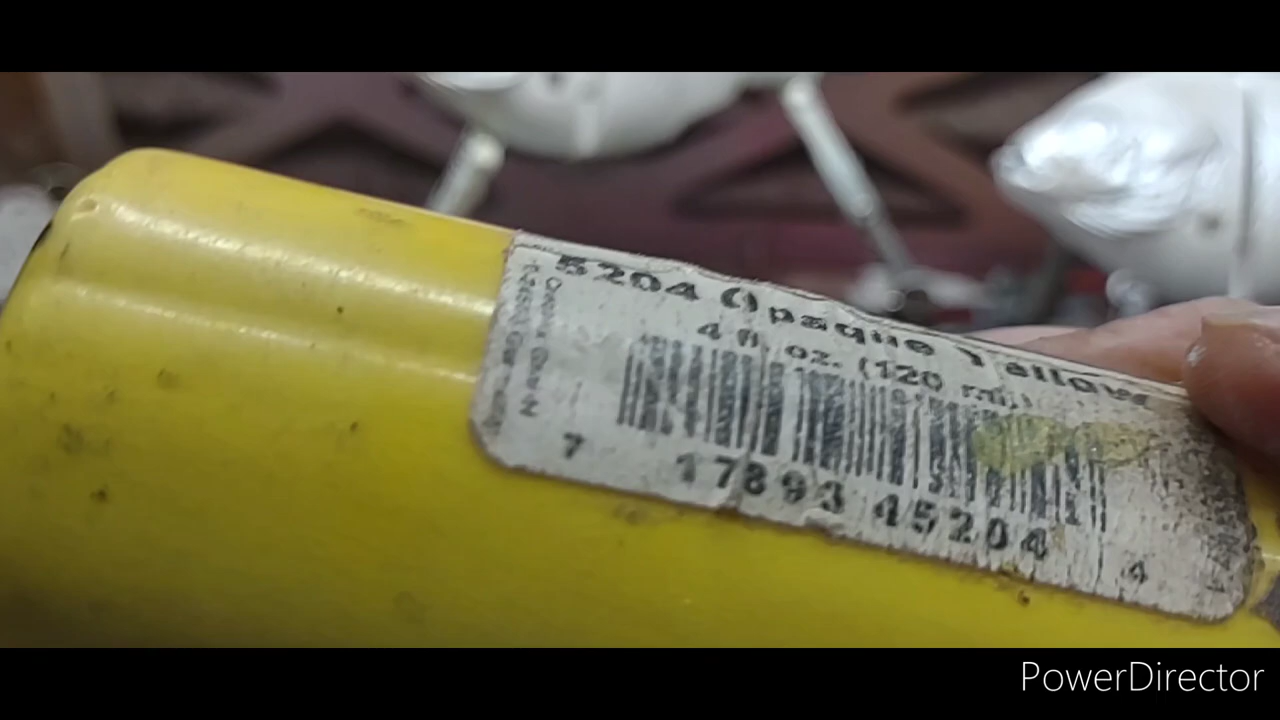 5204 Opaque Yellow
4 fl. oz. (120 ml.)
7 17893 45204 4
PowerDirector